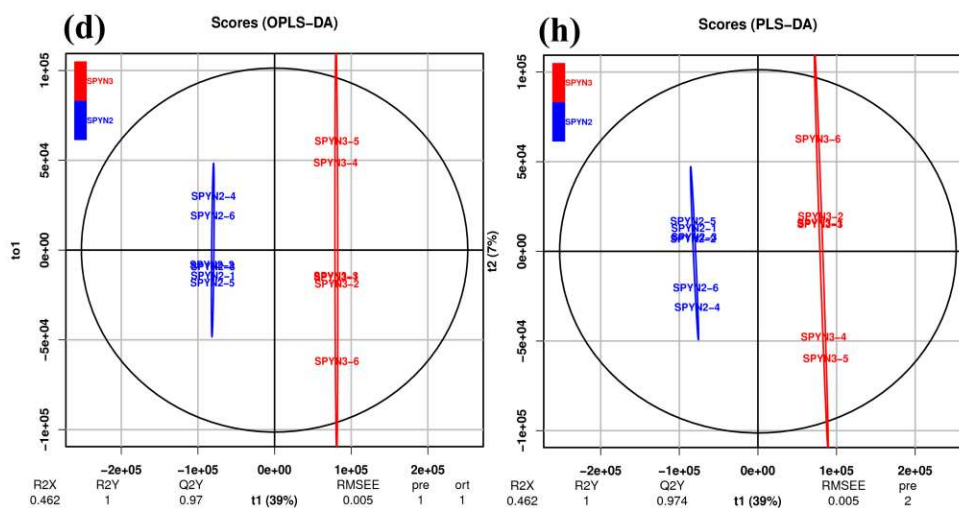 (d)
Scores (OPLS−DA)
SPYN3
SPYN2
1e+05
5e+04
0e+00
−5e+04
−1e+05
to1
SPYN3−5
SPYN3−4
SPYN2−4
SPYN2−6
SPYN2−1
SPYN2−5
SPYN3−2
SPYN3−6
−2e+05 −1e+05 0e+00 1e+05 2e+05
R2X R2Y Q2Y RMSEE pre ort
0.462 1 0.97 t1 (39%) 0.005 1 1
(h)
Scores (PLS−DA)
SPYN3
SPYN2
1e+05
5e+04
0e+00
−5e+04
−1e+05
t2 (7%)
SPYN3−6
SPYN2−5
SPYN2−1
SPYN3−2
SPYN2−6
SPYN2−4
SPYN3−4
SPYN3−5
−2e+05 −1e+05 0e+00 1e+05 2e+05
R2X R2Y Q2Y RMSEE pre
0.462 1 0.974 t1 (39%) 0.005 2